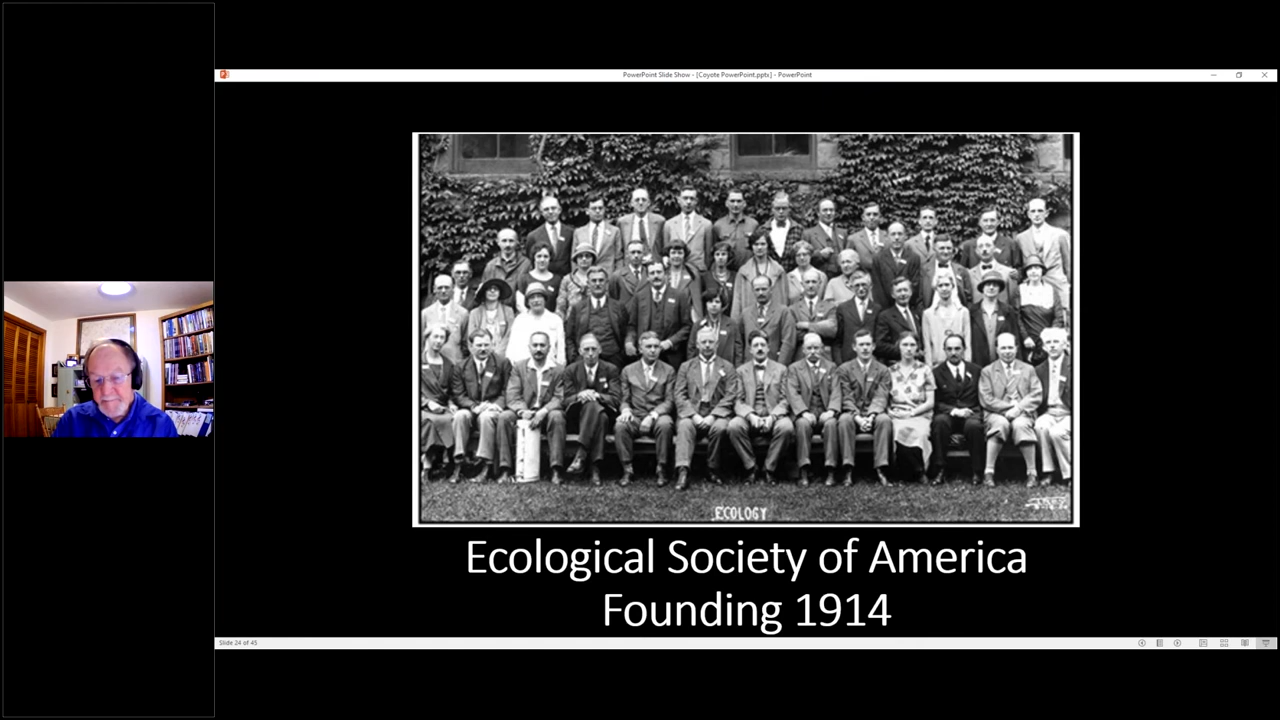 PowerPoint Slide Show - [Coyote PowerPoint.pptx] - PowerPoint
ECOLOGY
Ecological Society of America
Founding 1914
Slide 24 of 45